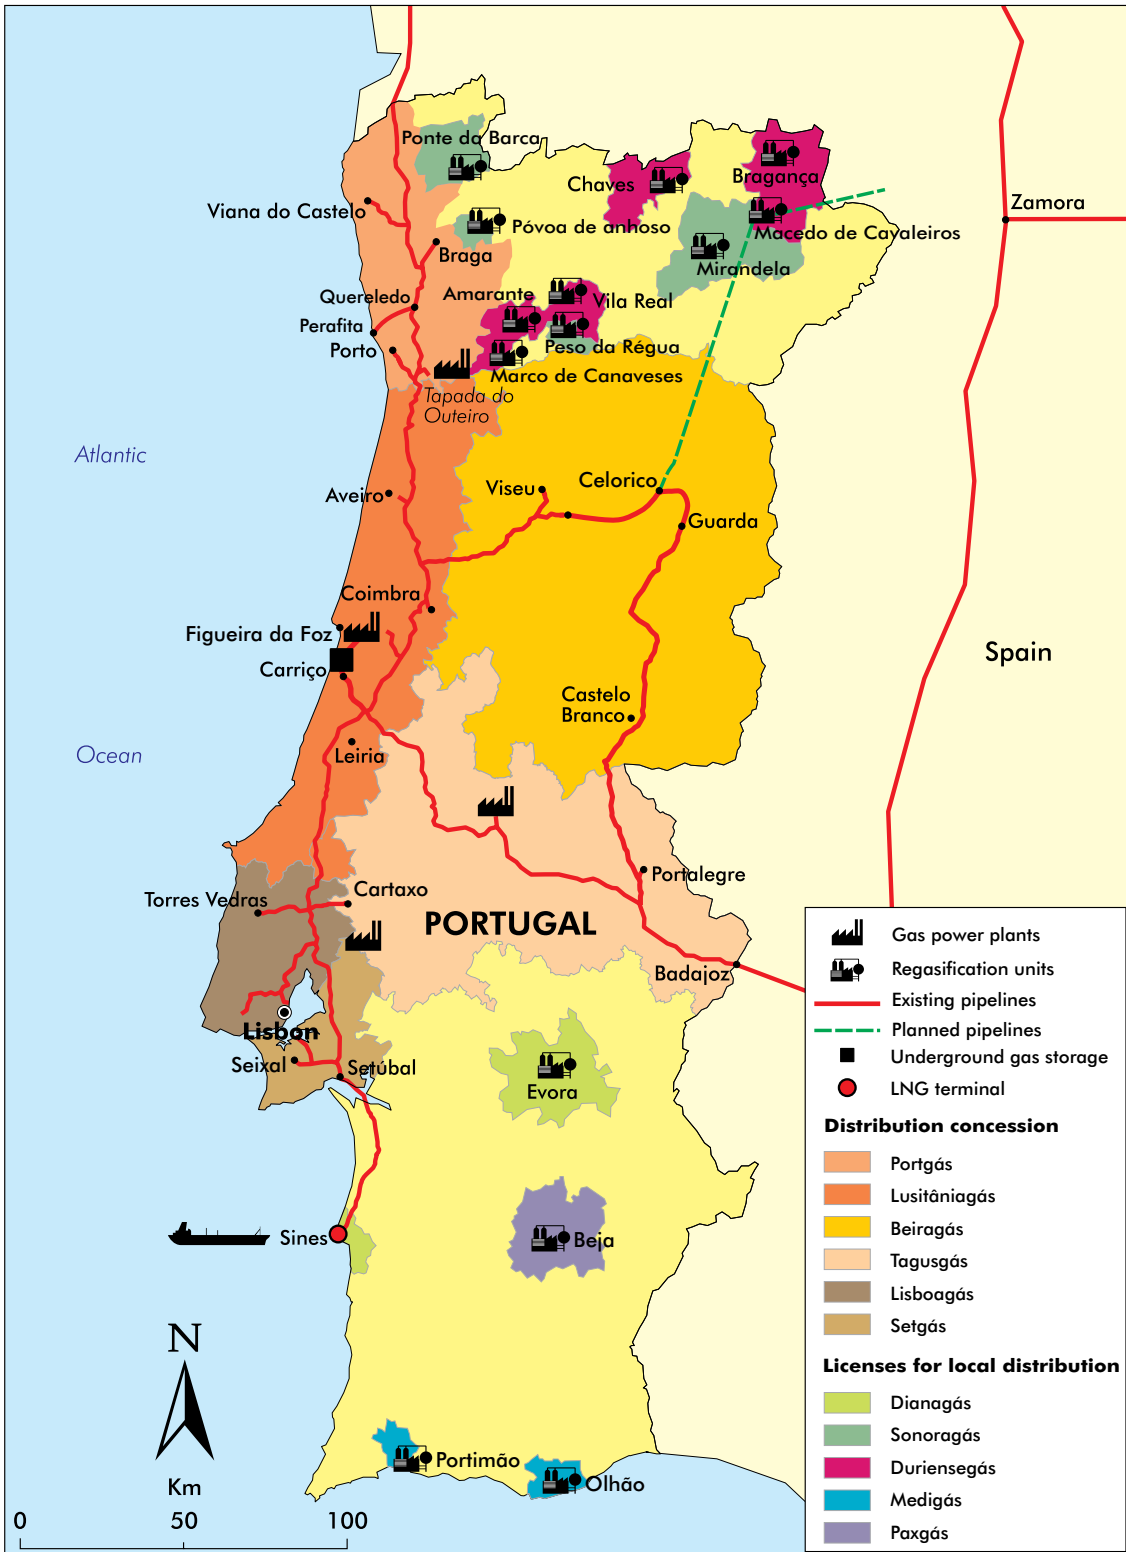 Ponte da Barca
Chaves
Bragança
Viana do Castelo
Zamora
Póvoa de anhoso
Macedo de Cavaleiros
Braga
Mirandela
Quereledo
Amarante
Vila Real
Perafita
Porto
Peso da Régua
Marco de Canaveses
Tapada do
Outeiro
Atlantic
Aveiro
Viseu
Celorico
Guarda
Coimbra
Figueira da Foz
Carriço
Spain
Castelo
Branco
Ocean
Leiria
Portalegre
Torres Vedras
Cartaxo
PORTUGAL
Badajoz
Lisbon
Seixal
Setúbal
Evora
Sines
Beja
Portimão
Olhão
N
Km
0 50 100
Gas power plants
Regasification units
Existing pipelines
Planned pipelines
Underground gas storage
LNG terminal
Distribution concession
Portgás
Lusitâniagás
Beiragás
Tagusgás
Lisboagás
Setgás
Licenses for local distribution
Dianagás
Sonoragás
Duriensegás
Medigás
Paxgás